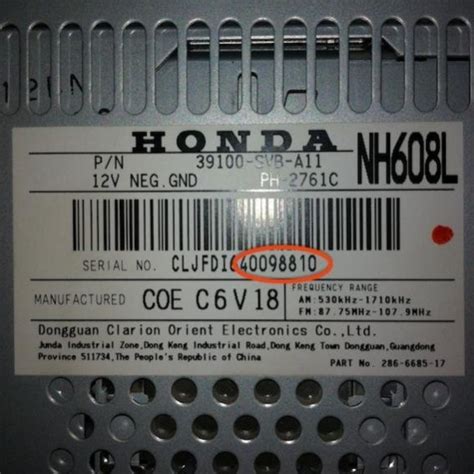 HONDA
P/N 39100-SVB-A11 NH608L
12V NEG.GND PH-2761C
SERIAL NO. CLJFDI640098810
MANUFACTURED COE C6V18
FREQUENCY RANGE
AM:530kHz-1710kHz
FM:87.75MHz-107.9MHz
Dongguan Clarion Orient Electronics Co.,Ltd.
Junda Industrial Zone,Dong Keng Industrial Road,Dong Keng Town Dongguan,Guangdong
Province 511734,The People's Republic of China
PART NO. 286-6685-17